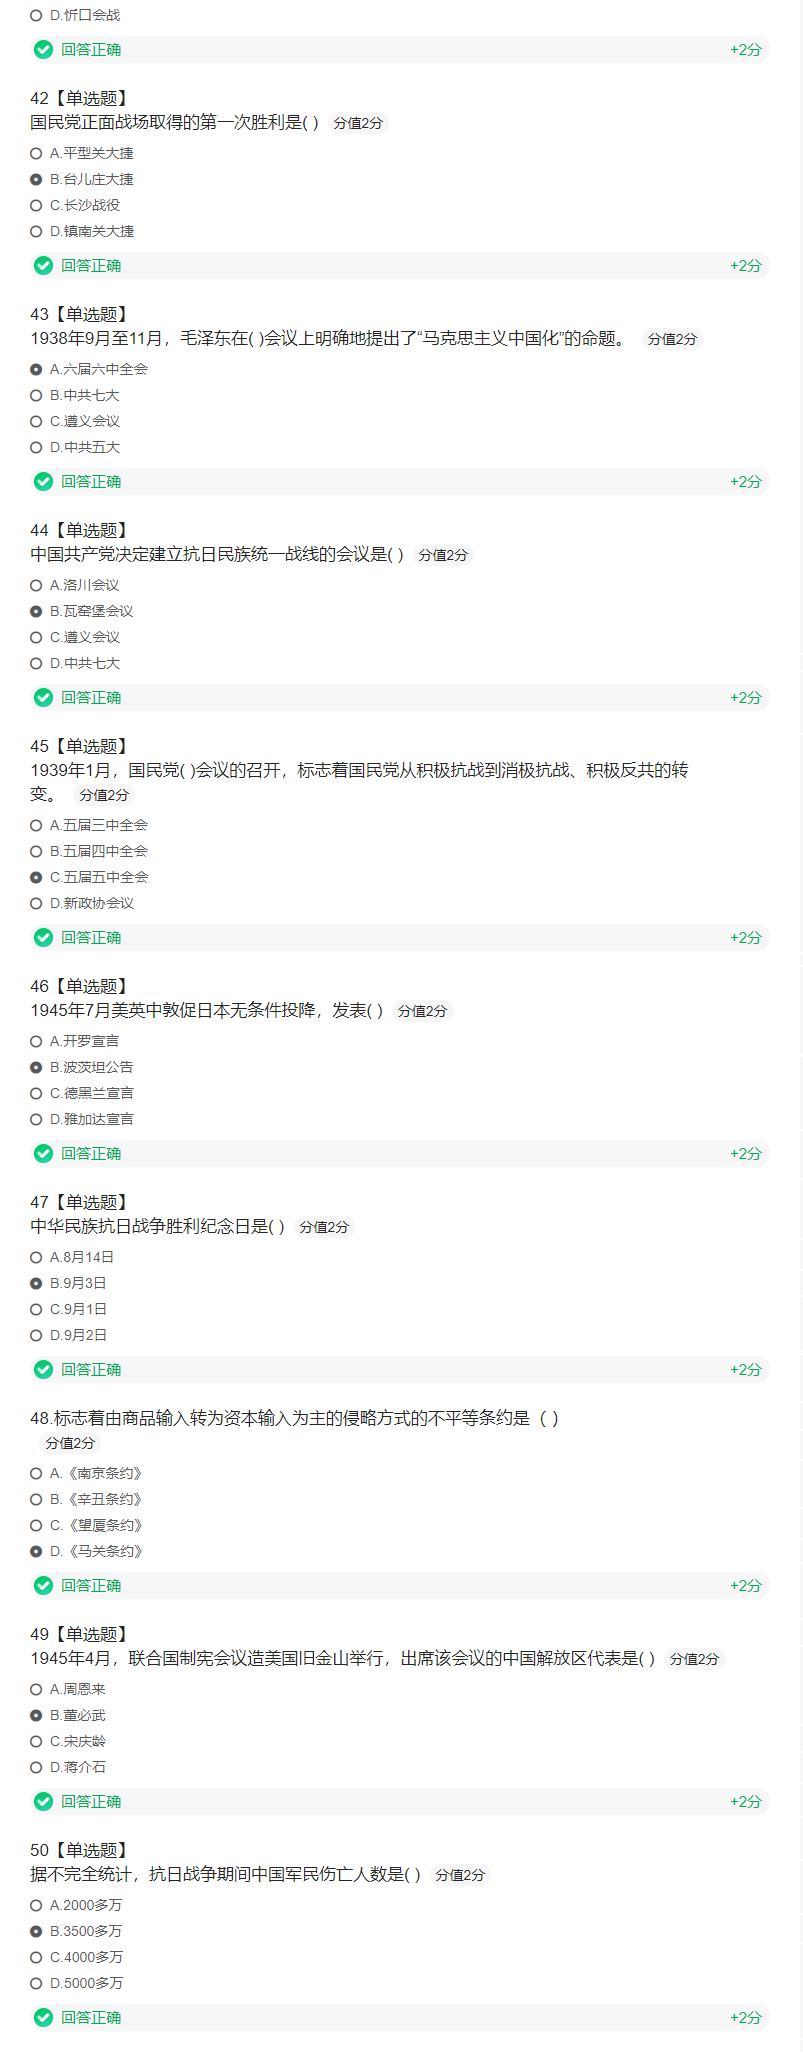 D.忻口会战
回答正确 +2分
42【单选题】
国民党正面战场取得的第一次胜利是( ) 分值2分
A.平型关大捷
B.台儿庄大捷
C.长沙战役
D.镇南关大捷
回答正确 +2分
43【单选题】
1938年9月至11月，毛泽东在( )会议上明确地提出了“马克思主义中国化”的命题。 分值2分
A.六届六中全会
B.中共七大
C.遵义会议
D.中共五大
回答正确 +2分
44【单选题】
中国共产党决定建立抗日民族统一战线的会议是( ) 分值2分
A.洛川会议
B.瓦窑堡会议
C.遵义会议
D.中共七大
回答正确 +2分
45【单选题】
1939年1月，国民党( )会议的召开，标志着国民党从积极抗战到消极抗战、积极反共的转
变。 分值2分
A.五届三中全会
B.五届四中全会
C.五届五中全会
D.新政协会议
回答正确 +2分
46【单选题】
1945年7月美英中敦促日本无条件投降，发表( ) 分值2分
A.开罗宣言
B.波茨坦公告
C.德黑兰宣言
D.雅加达宣言
回答正确 +2分
47【单选题】
中华民族抗日战争胜利纪念日是( ) 分值2分
A.8月14日
B.9月3日
C.9月1日
D.9月2日
回答正确 +2分
48.标志着由商品输入转为资本输入为主的侵略方式的不平等条约是（ ）
分值2分
A.《南京条约》
B.《辛丑条约》
C.《望厦条约》
D.《马关条约》
回答正确 +2分
49【单选题】
1945年4月，联合国制宪会议造美国旧金山举行，出席该会议的中国解放区代表是( ) 分值2分
A.周恩来
B.董必武
C.宋庆龄
D.蒋介石
回答正确 +2分
50【单选题】
据不完全统计，抗日战争期间中国军民伤亡人数是( ) 分值2分
A.2000多万
B.3500多万
C.4000多万
D.5000多万
回答正确 +2分